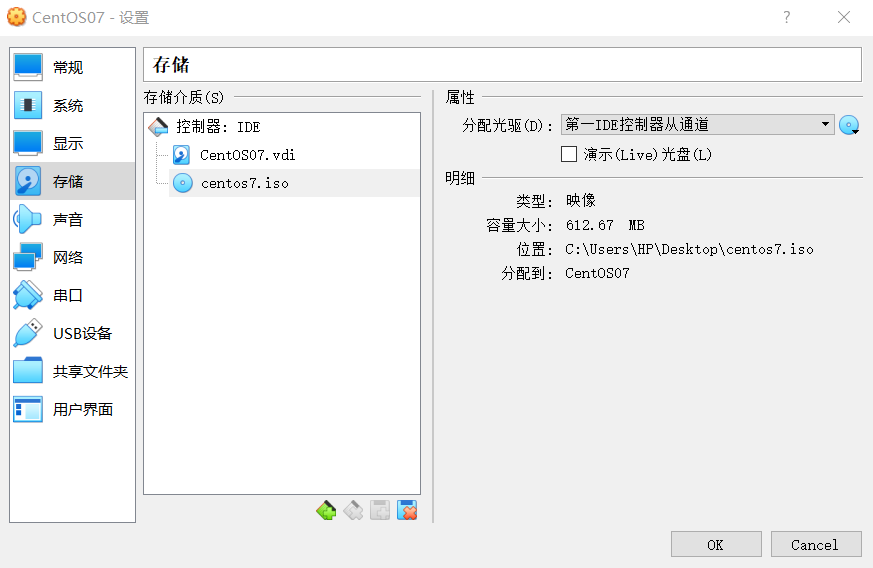 CentOS07 - 设置
?
常规
系统
显示
存储
声音
网络
串口
USB设备
共享文件夹
用户界面
存储
存储介质(S)
控制器: IDE
CentOS07.vdi
centos7.iso
属性
分配光驱(D): 第一IDE控制器从通道
演示(Live)光盘(L)
明细
类型: 映像
容量大小: 612.67 MB
位置: C:\Users\HP\Desktop\centos7.iso
分配到: CentOS07
OK Cancel